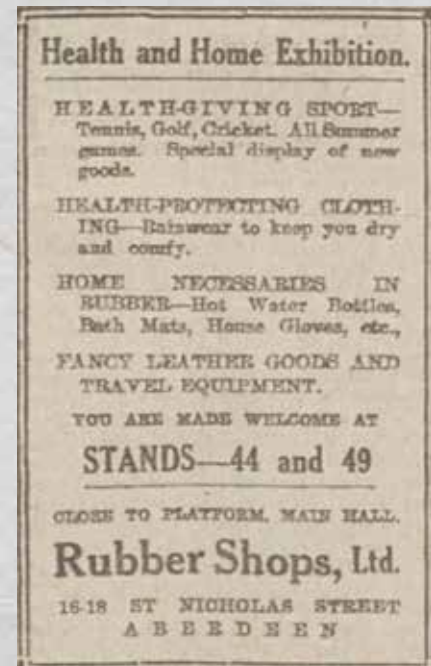 Health and Home Exhibition.
HEALTH-GIVING SPORT—
Tennis, Golf, Cricket. All Summer
games. Special display of new
goods.
HEALTH-PROTECTING CLOTH-
ING—Rainwear to keep you dry
and comfy.
HOME NECESSARIES IN
RUBBER—Hot Water Bottles,
Bath Mats, House Gloves, etc.,
FANCY LEATHER GOODS AND
TRAVEL EQUIPMENT.
YOU ARE MADE WELCOME AT
STANDS—44 and 49
CLOSE TO PLATFORM, MAIN HALL.
Rubber Shops, Ltd.
16-18 ST NICHOLAS STREET
ABERDEEN